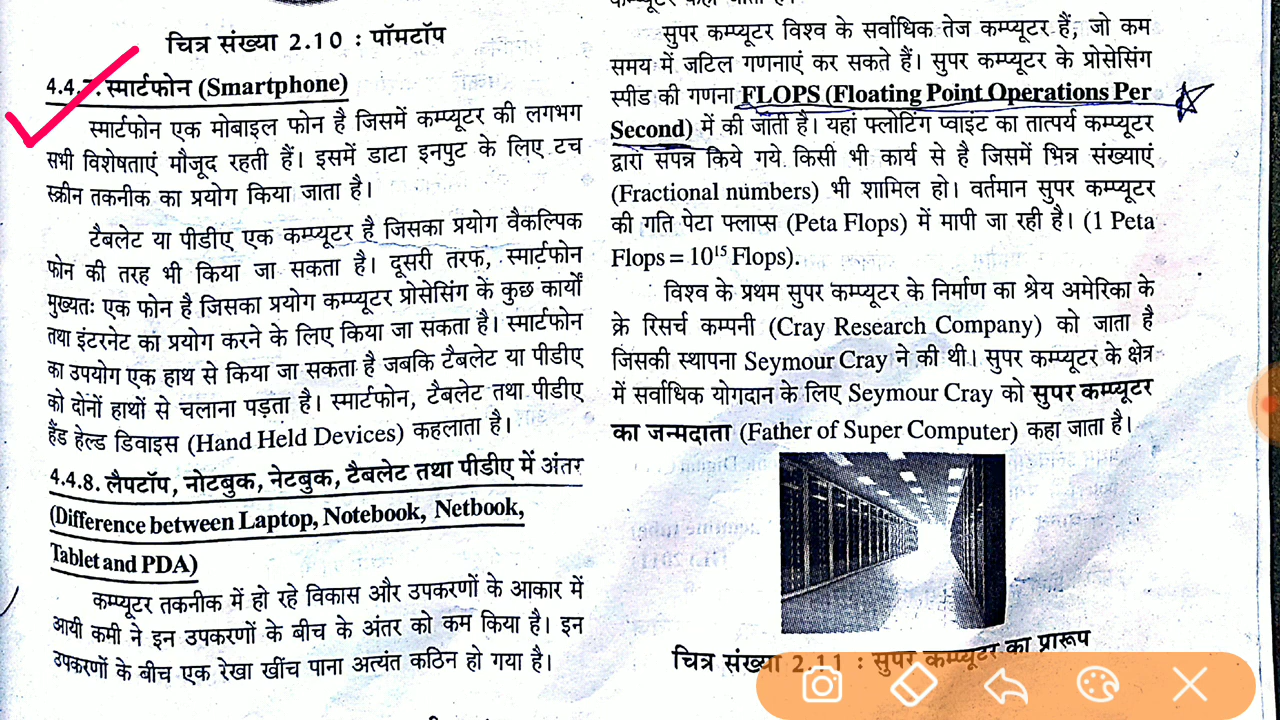 चित्र संख्या 2.10 : पॉमटॉप
4.4.7. स्मार्टफोन (Smartphone)
स्मार्टफोन एक मोबाइल फोन है जिसमें कम्प्यूटर की लगभग
सभी विशेषताएं मौजूद रहती हैं। इसमें डाटा इनपुट के लिए टच
स्क्रीन तकनीक का प्रयोग किया जाता है।
टैबलेट या पीडीए एक कम्प्यूटर है जिसका प्रयोग वैकल्पिक
फोन की तरह भी किया जा सकता है। दूसरी तरफ, स्मार्टफोन
मुख्यतः एक फोन है जिसका प्रयोग कम्प्यूटर प्रोसेसिंग के कुछ कार्यों
तथा इंटरनेट का प्रयोग करने के लिए किया जा सकता है। स्मार्टफोन
का उपयोग एक हाथ से किया जा सकता है जबकि टैबलेट या पीडीए
को दोनों हाथों से चलाना पड़ता है। स्मार्टफोन, टैबलेट तथा पीडीए
हैंड हेल्ड डिवाइस (Hand Held Devices) कहलाता है।
4.4.8. लैपटॉप, नोटबुक, नेटबुक, टैबलेट तथा पीडीए में अंतर
(Difference between Laptop, Notebook, Netbook,
Tablet and PDA)
कम्प्यूटर तकनीक में हो रहे विकास और उपकरणों के आकार में
आयी कमी ने इन उपकरणों के बीच के अंतर को कम किया है। इन
उपकरणों के बीच एक रेखा खींच पाना अत्यंत कठिन हो गया है।
सुपर कम्प्यूटर विश्व के सर्वाधिक तेज कम्प्यूटर हैं, जो कम
समय में जटिल गणनाएं कर सकते हैं। सुपर कम्प्यूटर के प्रोसेसिंग
स्पीड की गणना FLOPS (Floating Point Operations Per
Second) में की जाती है। यहां फ्लोटिंग प्वाइंट का तात्पर्य कम्प्यूटर
द्वारा संपन्न किये गये किसी भी कार्य से है जिसमें भिन्न संख्याएं
(Fractional numbers) भी शामिल हो। वर्तमान सुपर कम्प्यूटर
की गति पेटा फ्लाप्स (Peta Flops) में मापी जा रही है। (1 Peta
Flops = 10¹⁵ Flops).
विश्व के प्रथम सुपर कम्प्यूटर के निर्माण का श्रेय अमेरिका के
क्रे रिसर्च कम्पनी (Cray Research Company) को जाता है
जिसकी स्थापना Seymour Cray ने की थी। सुपर कम्प्यूटर के क्षेत्र
में सर्वाधिक योगदान के लिए Seymour Cray को सुपर कम्प्यूटर
का जन्मदाता (Father of Super Computer) कहा जाता है।
चित्र संख्या 2.11 : सुपर कम्प्यूटर का प्रारूप